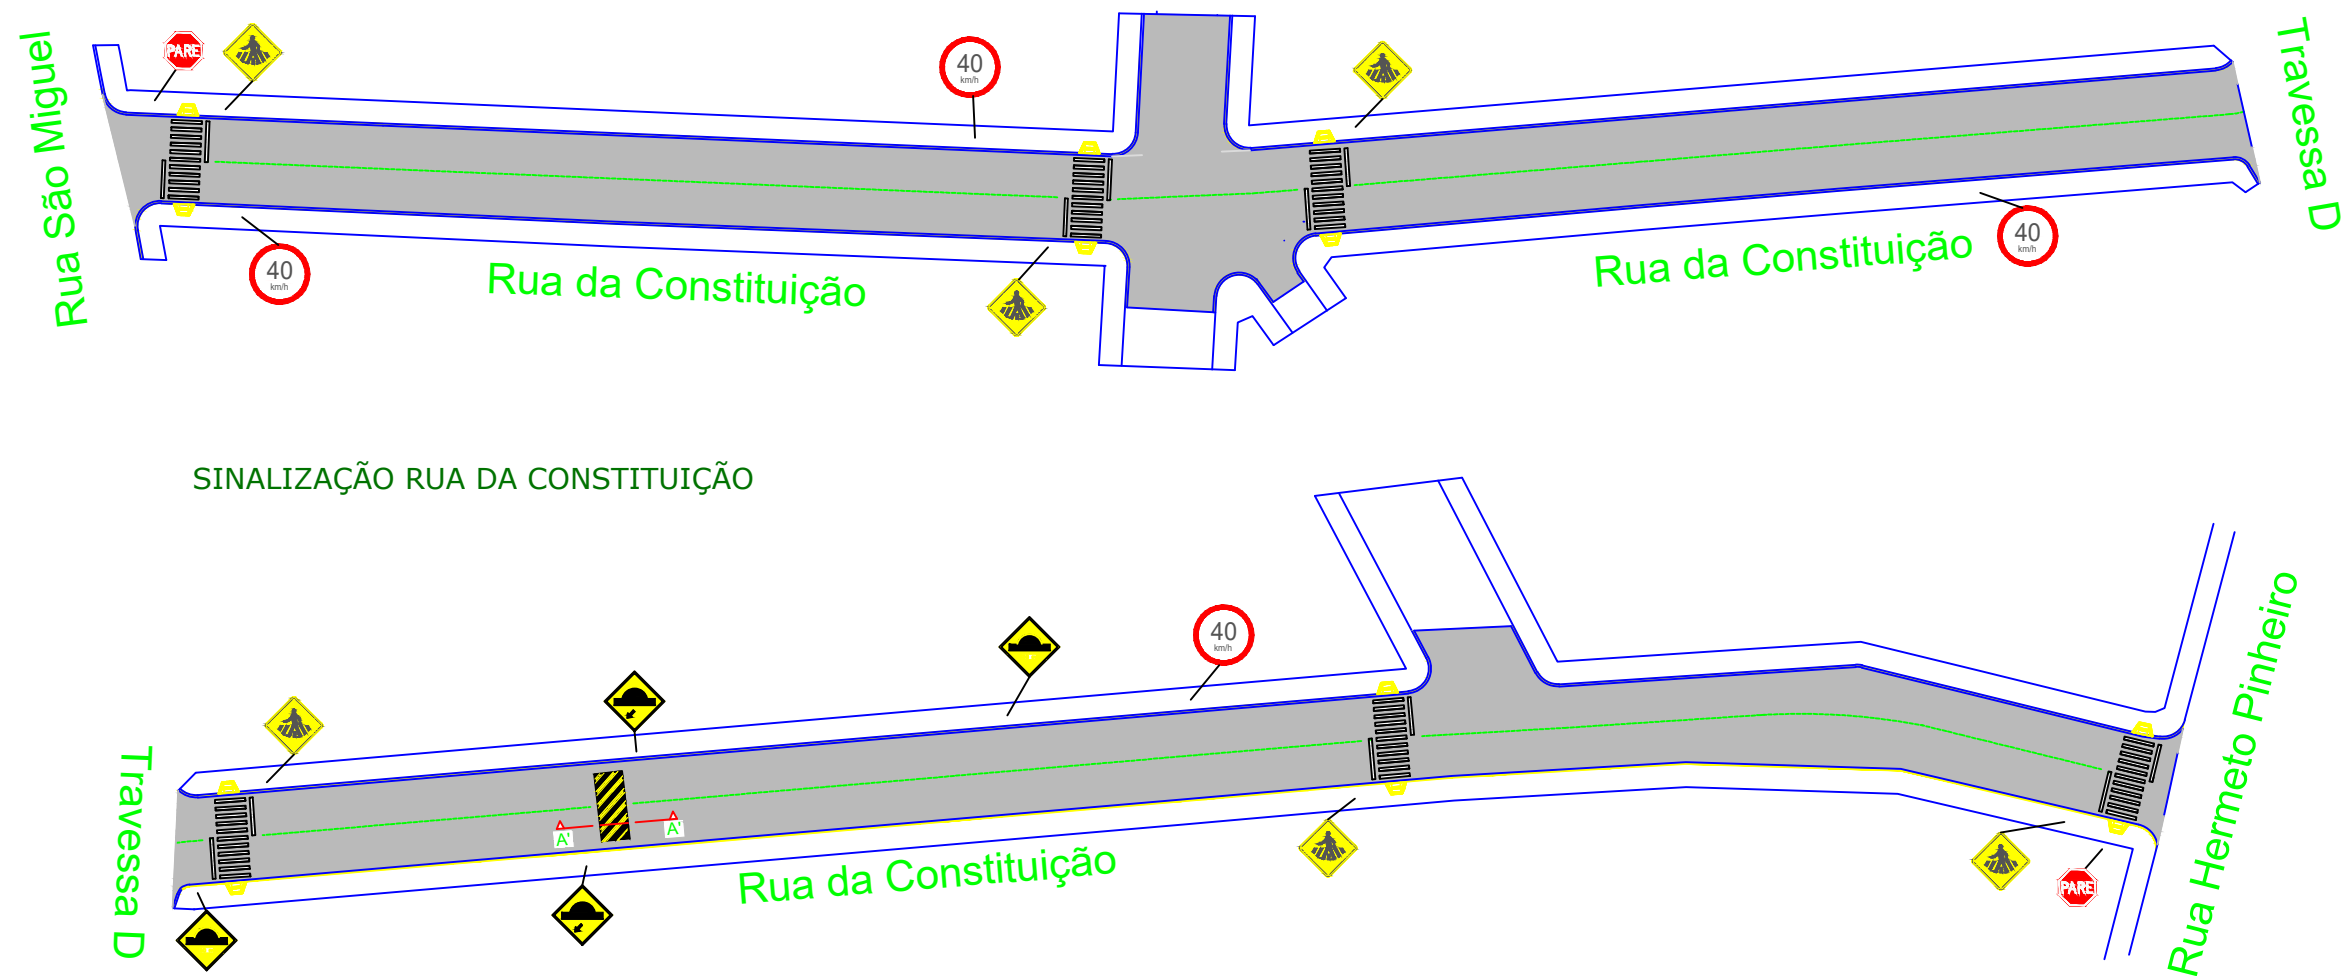 Rua São Miguel
PARE
40
km/h
Travessa D
40
km/h
Rua da Constituição
Rua da Constituição
40
km/h
SINALIZAÇÃO RUA DA CONSTITUIÇÃO
40
km/h
Travessa D
A'
A'
Rua da Constituição
PARE
Rua Hermeto Pinheiro